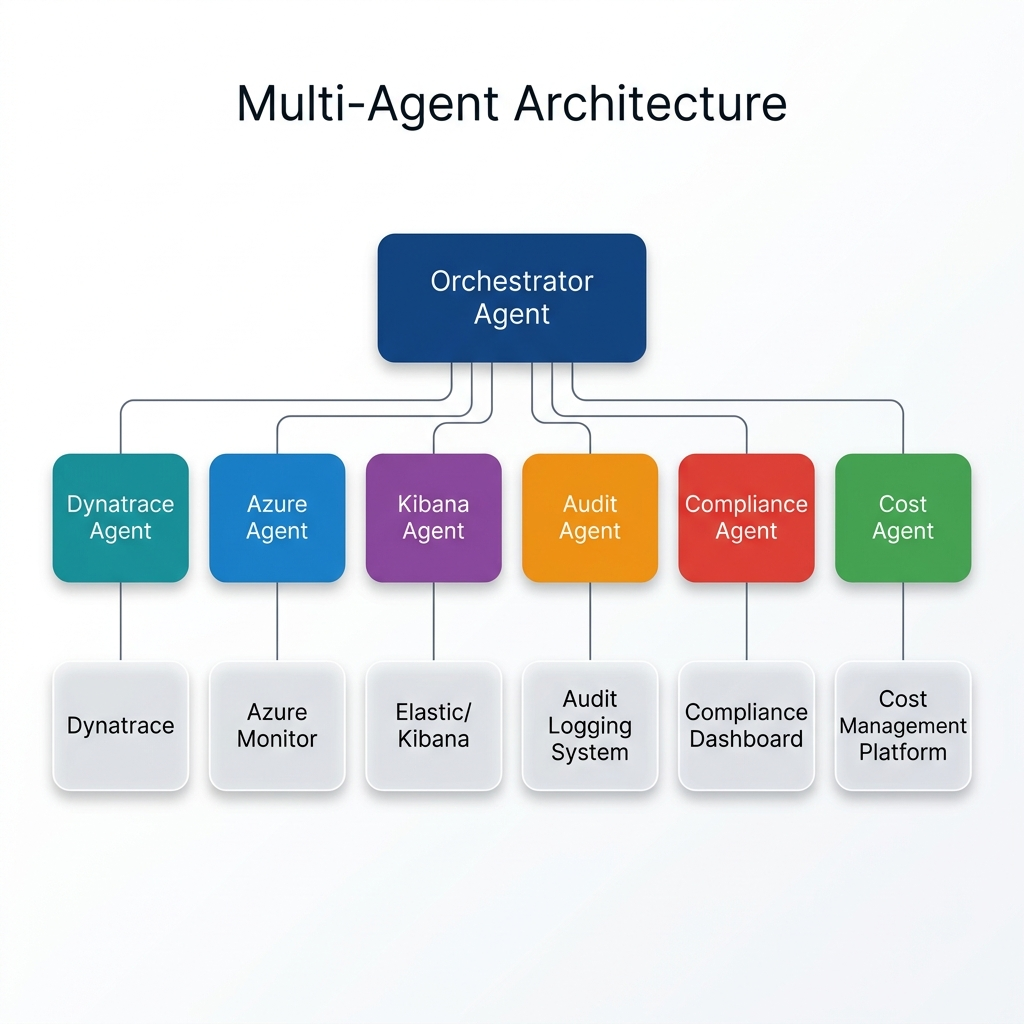 Multi-Agent Architecture
Orchestrator
Agent
Dynatrace
Agent
Azure
Agent
Kibana
Agent
Audit
Agent
Compliance
Agent
Cost
Agent
Dynatrace
Azure
Monitor
Elastic/
Kibana
Audit
Logging
System
Compliance
Dashboard
Cost
Management
Platform